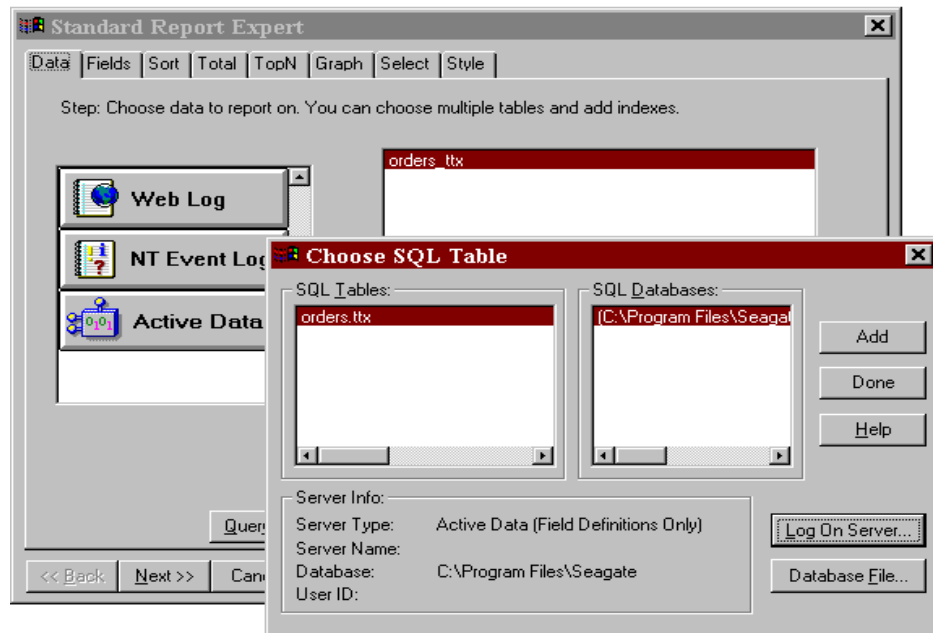 Standard Report Expert
Data Fields Sort Total TopN Graph Select Style
Step: Choose data to report on. You can choose multiple tables and add indexes.
orders_ttx
Web Log
NT Event Log
Active Data
<< Back Next >>
Choose SQL Table
SQL Tables:
orders.ttx
SQL Databases:
(C:\Program Files\Seagat
Add
Done
Help
Server Info:
Server Type: Active Data (Field Definitions Only)
Server Name:
Database: C:\Program Files\Seagate
User ID:
Log On Server...
Database File...